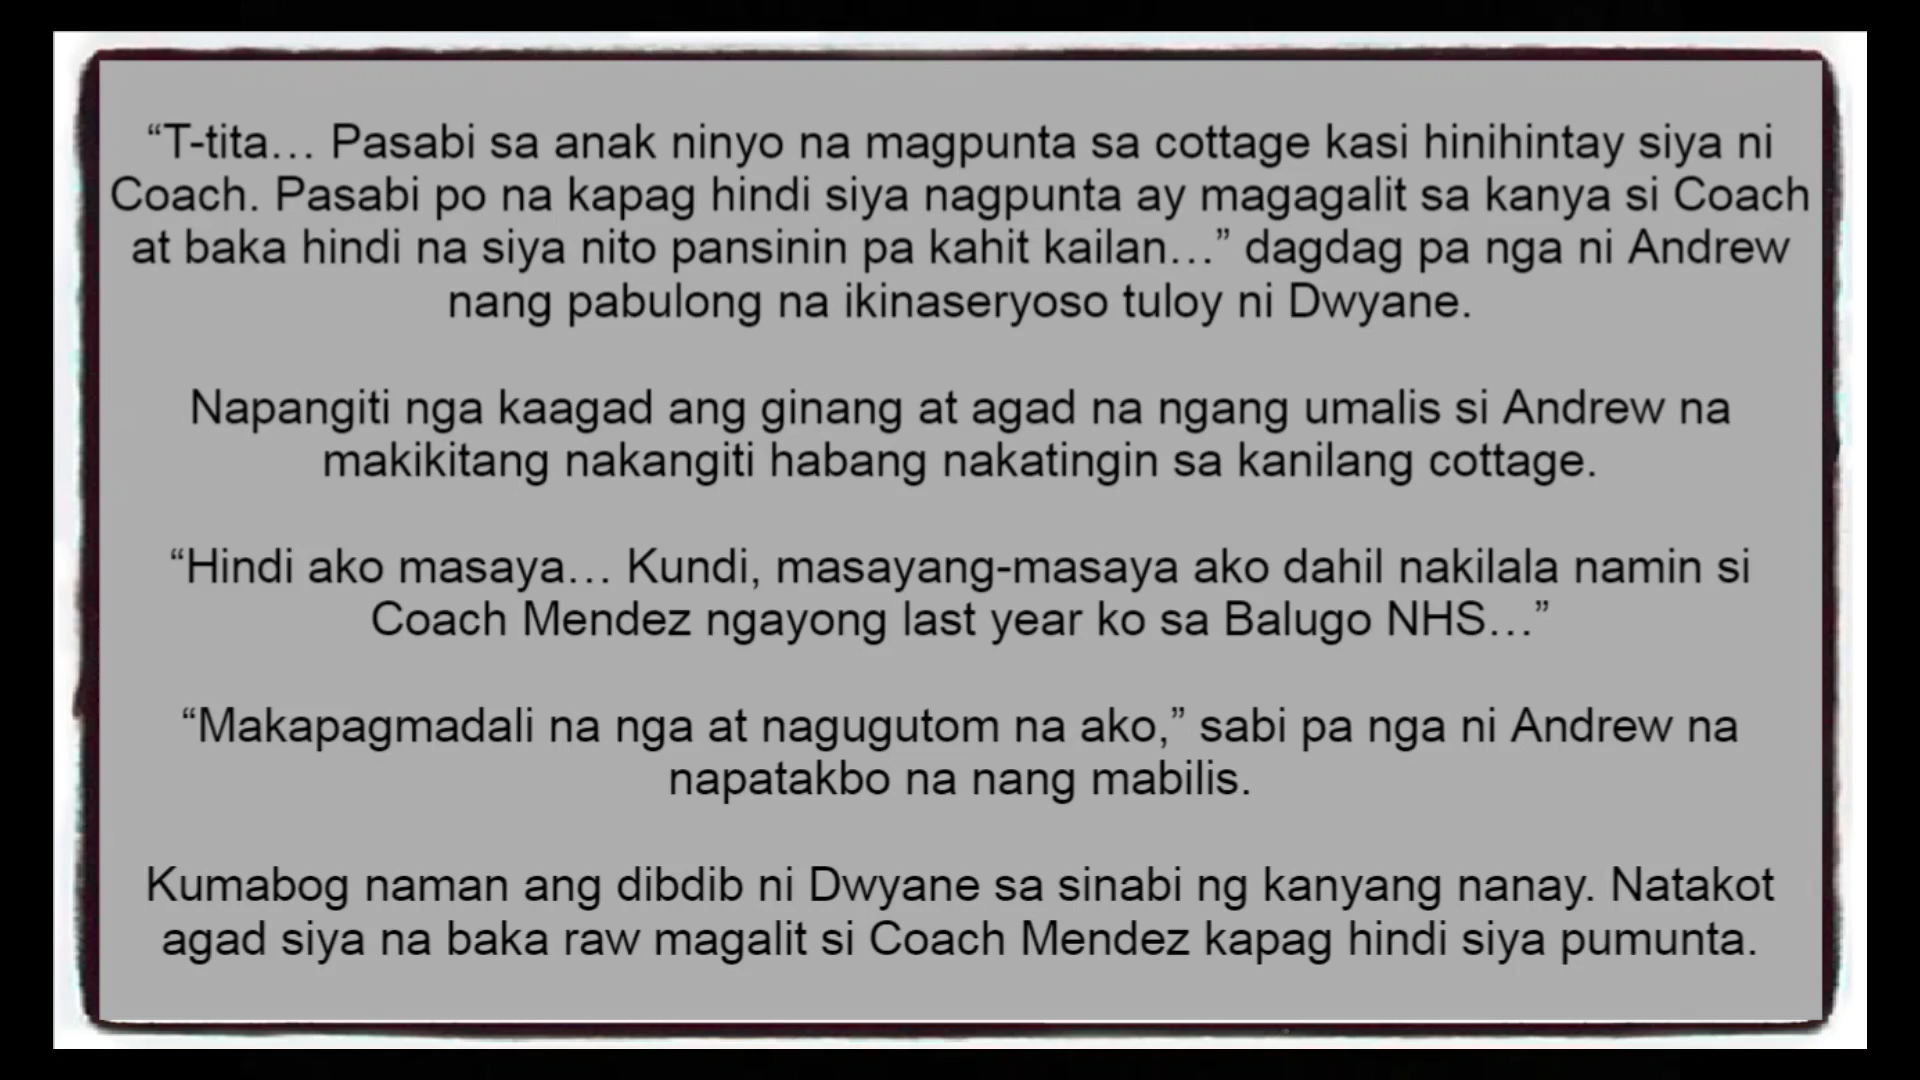 “T-tita… Pasabi sa anak ninyo na magpunta sa cottage kasi hinihintay siya ni
Coach. Pasabi po na kapag hindi siya nagpunta ay magagalit sa kanya si Coach
at baka hindi na siya nito pansinin pa kahit kailan…” dagdag pa nga ni Andrew
nang pabulong na ikinaseryoso tuloy ni Dwyane.
Napangiti nga kaagad ang ginang at agad na ngang umalis si Andrew na
makikitang nakangiti habang nakatingin sa kanilang cottage.
“Hindi ako masaya… Kundi, masayang-masaya ako dahil nakilala namin si
Coach Mendez ngayong last year ko sa Balugo NHS…”
“Makapagmadali na nga at nagugutom na ako,” sabi pa nga ni Andrew na
napatakbo na nang mabilis.
Kumabog naman ang dibdib ni Dwyane sa sinabi ng kanyang nanay. Natakot
agad siya na baka raw magalit si Coach Mendez kapag hindi siya pumunta.